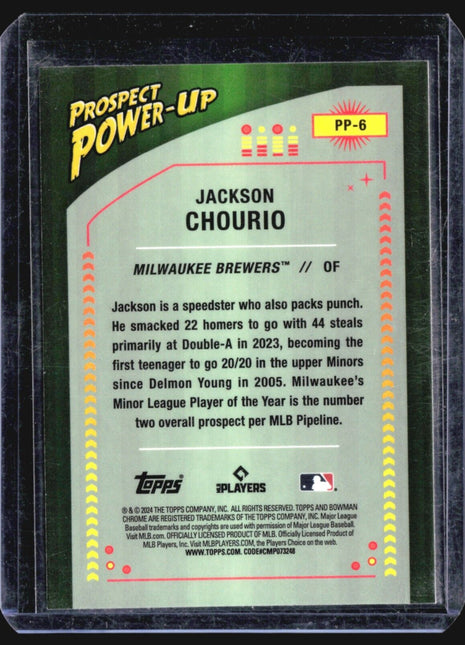 PROSPECT
POWER-UP
PP-6
JACKSON
CHOURIO
MILWAUKEE BREWERS™ // OF
Jackson is a speedster who also packs punch.
He smacked 22 homers to go with 44 steals
primarily at Double-A in 2023, becoming the
first teenager to go 20/20 in the upper Minors
since Delmon Young in 2005. Milwaukee's
Minor League Player of the Year is the number
two overall prospect per MLB Pipeline.
Topps
MLB PLAYERS
® & © 2024 THE TOPPS COMPANY, INC. ALL RIGHTS RESERVED. TOPPS AND BOWMAN
CHROME ARE REGISTERED TRADEMARKS OF THE TOPPS COMPANY, INC. Major League
Baseball trademarks and copyrights are used with permission of Major League Baseball.
Visit MLB.com. OFFICIALLY LICENSED PRODUCT OF MLB. Officially Licensed Product of
MLB Players, Inc. Visit MLBPLAYERS.com, the Players Choice on the web.
WWW.TOPPS.COM. CODE#CMP073248